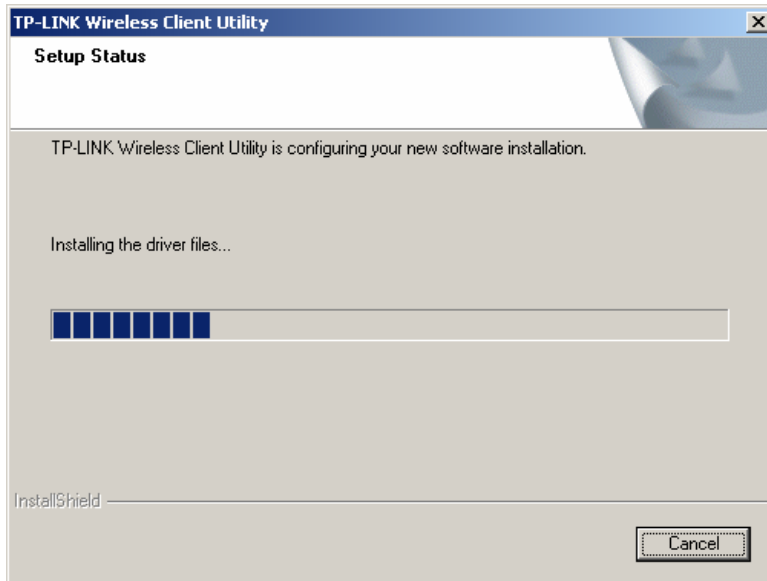 TP-LINK Wireless Client Utility
Setup Status
TP-LINK Wireless Client Utility is configuring your new software installation.
Installing the driver files...
InstallShield
Cancel